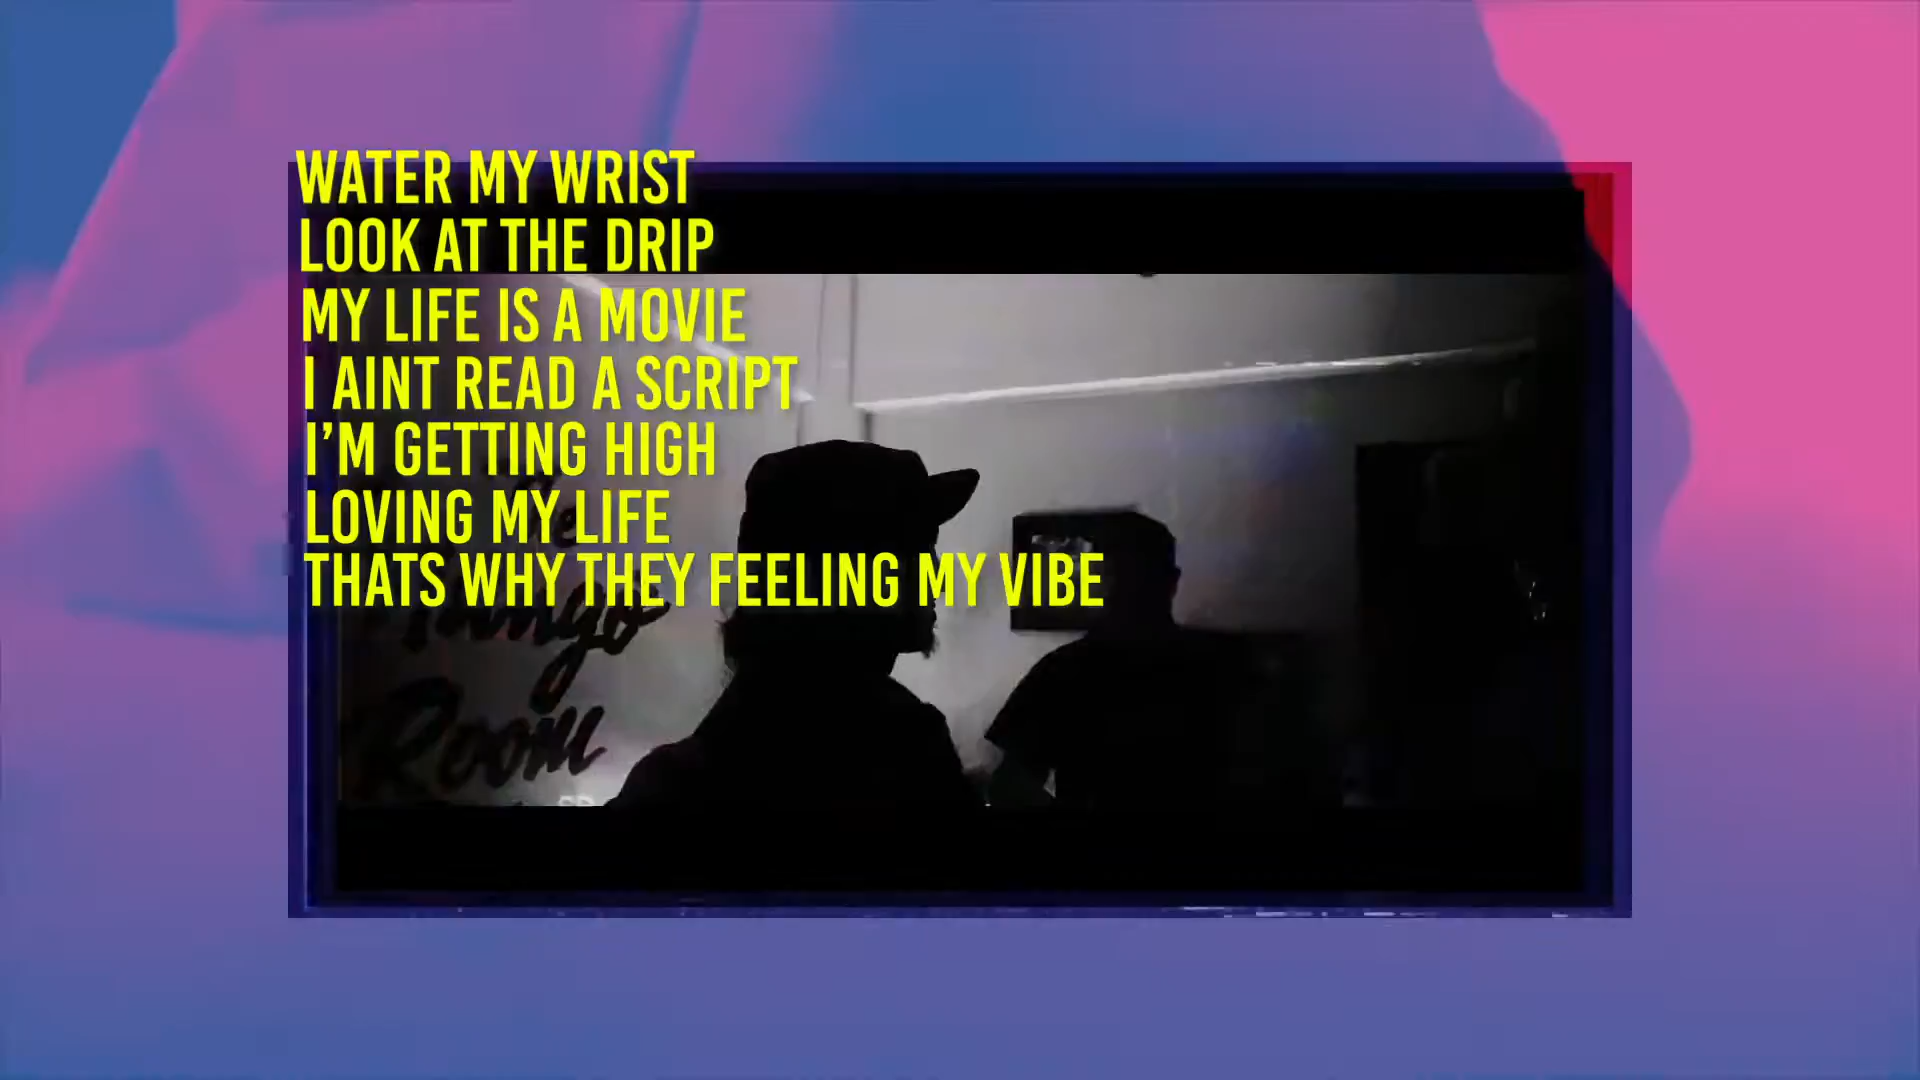 WATER MY WRIST
LOOK AT THE DRIP
MY LIFE IS A MOVIE
I AINT READ A SCRIPT
I'M GETTING HIGH
LOVING MY LIFE
THATS WHY THEY FEELING MY VIBE
Room